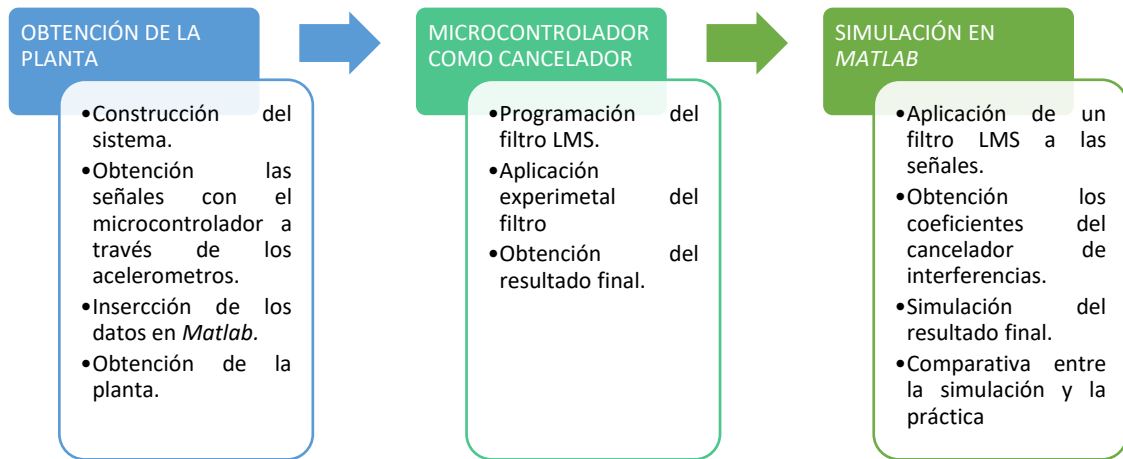 OBTENCIÓN DE LA
PLANTA
•Construcción del
sistema.
•Obtención las
señales con el
microcontrolador a
través de los
acelerometros.
•Insercción de los
datos en Matlab.
•Obtención de la
planta.
MICROCONTROLADOR
COMO CANCELADOR
•Programación del
filtro LMS.
•Aplicación
experimetal del
filtro
•Obtención del
resultado final.
SIMULACIÓN EN
MATLAB
•Aplicación de un
filtro LMS a las
señales.
•Obtención los
coeficientes del
cancelador de
interferencias.
•Simulación del
resultado final.
•Comparativa entre
la simulación y la
práctica